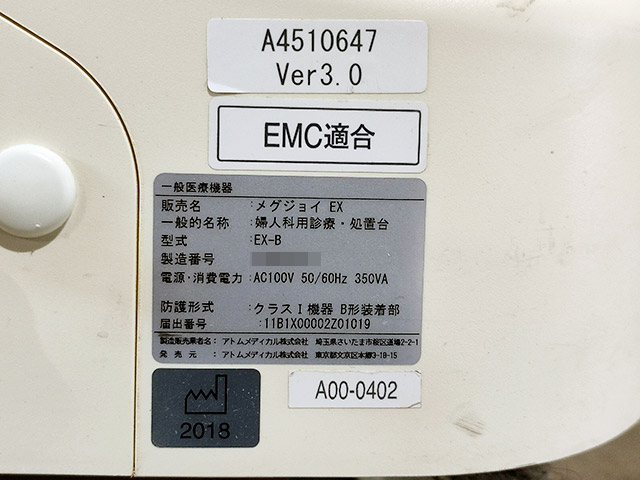 A4510647
Ver3.0
EMC適合
一般医療機器
販売名 :メグジョイ EX
一般的名称 :婦人科用診療・処置台
型式 :EX-B
製造番号 :
電源・消費電力 :AC100V 50/60Hz 350VA
防護形式 :クラスⅠ機器 B形装着部
届出番号 :11B1X00002Z01019
製造販売業者名 : アトムメディカル株式会社 埼玉県さいたま市桜区道場2-2-1
発売元 : アトムメディカル株式会社 東京都文京区本郷3-18-15
A00-0402
2018